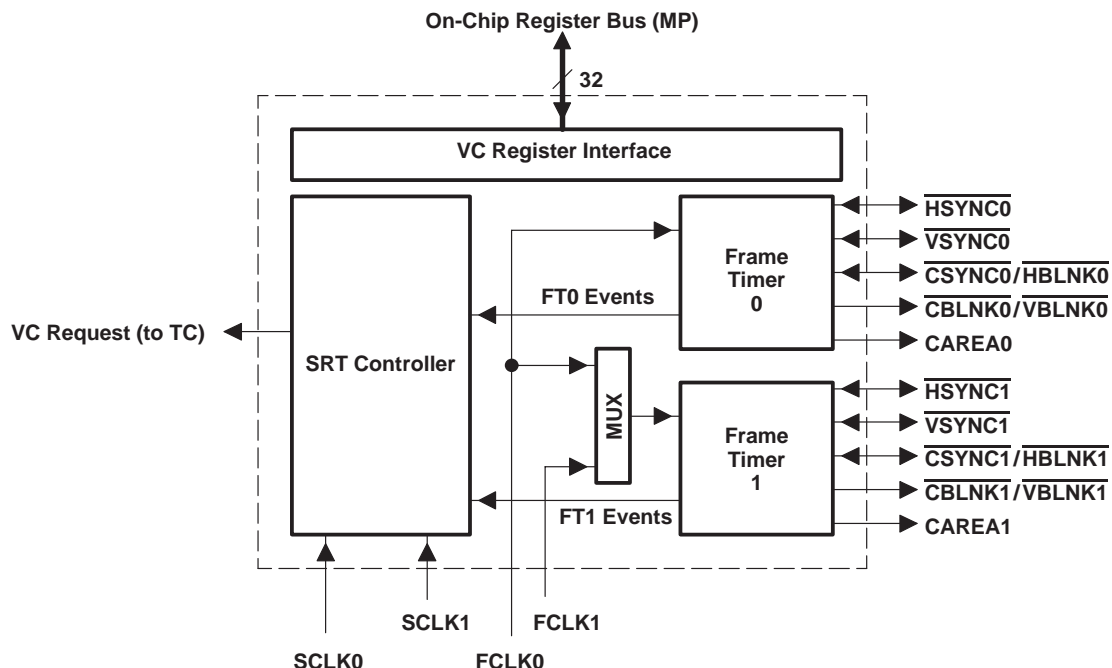 On-Chip Register Bus (MP)
32
VC Register Interface
HSYNC0
VSYNC0
CSYNC0/HBLNK0
CBLNK0/VBLNK0
CAREA0
Frame
Timer
0
FT0 Events
VC Request (to TC)
SRT Controller
MUX
HSYNC1
VSYNC1
CSYNC1/HBLNK1
CBLNK1/VBLNK1
CAREA1
Frame
Timer
1
FT1 Events
SCLK1
FCLK1
SCLK0
FCLK0